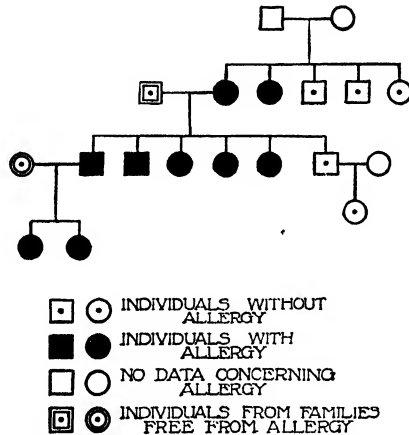 INDIVIDUALS WITHOUT
ALLERGY
INDIVIDUALS WITH
ALLERGY
NO DATA CONCERNING
ALLERGY
INDIVIDUALS FROM FAMILIES
FREE FROM ALLERGY